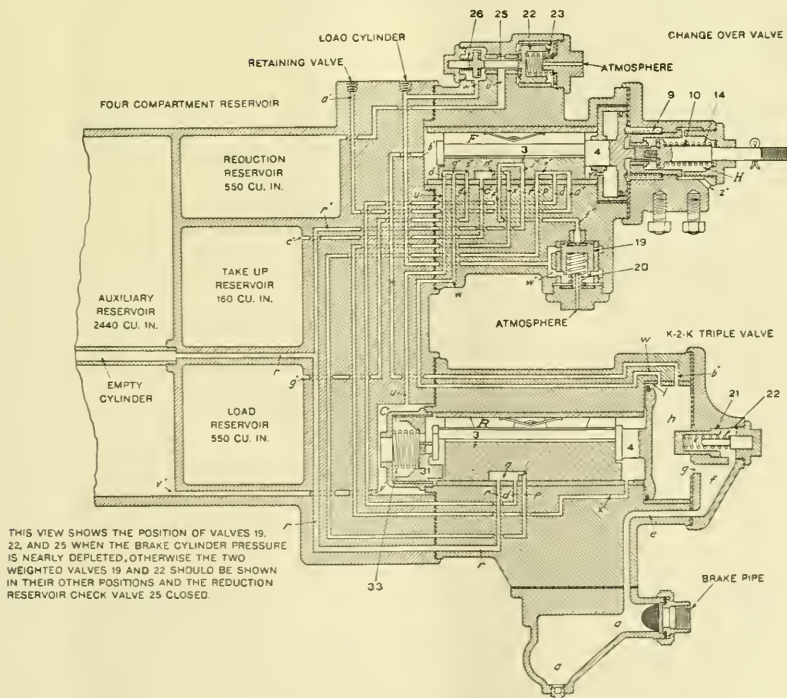 26
25
22
23
LOAD CYLINDER
RETAINING VALVE
CHANGE OVER VALVE
ATMOSPHERE
FOUR COMPARTMENT RESERVOIR
9
10
14
F
3
4
H
REDUCTION
RESERVOIR
550 CU. IN.
TAKE UP
RESERVOIR
160 CU. IN.
AUXILIARY
RESERVOIR
2440 CU. IN.
19
20
ATMOSPHERE
K-2-K TRIPLE VALVE
EMPTY
CYLINDER
LOAD
RESERVOIR
550 CU. IN.
w
b'
h
21
22
R
3
4
31
q
r
d
p
g
f
e
THIS VIEW SHOWS THE POSITION OF VALVES 19,
22, AND 25 WHEN THE BRAKE CYLINDER PRESSURE
IS NEARLY DEPLETED, OTHERWISE THE TWO
WEIGHTED VALVES 19 AND 22 SHOULD BE SHOWN
IN THEIR OTHER POSITIONS AND THE REDUCTION
RESERVOIR CHECK VALVE 25 CLOSED.
33
r
BRAKE PIPE
a
a